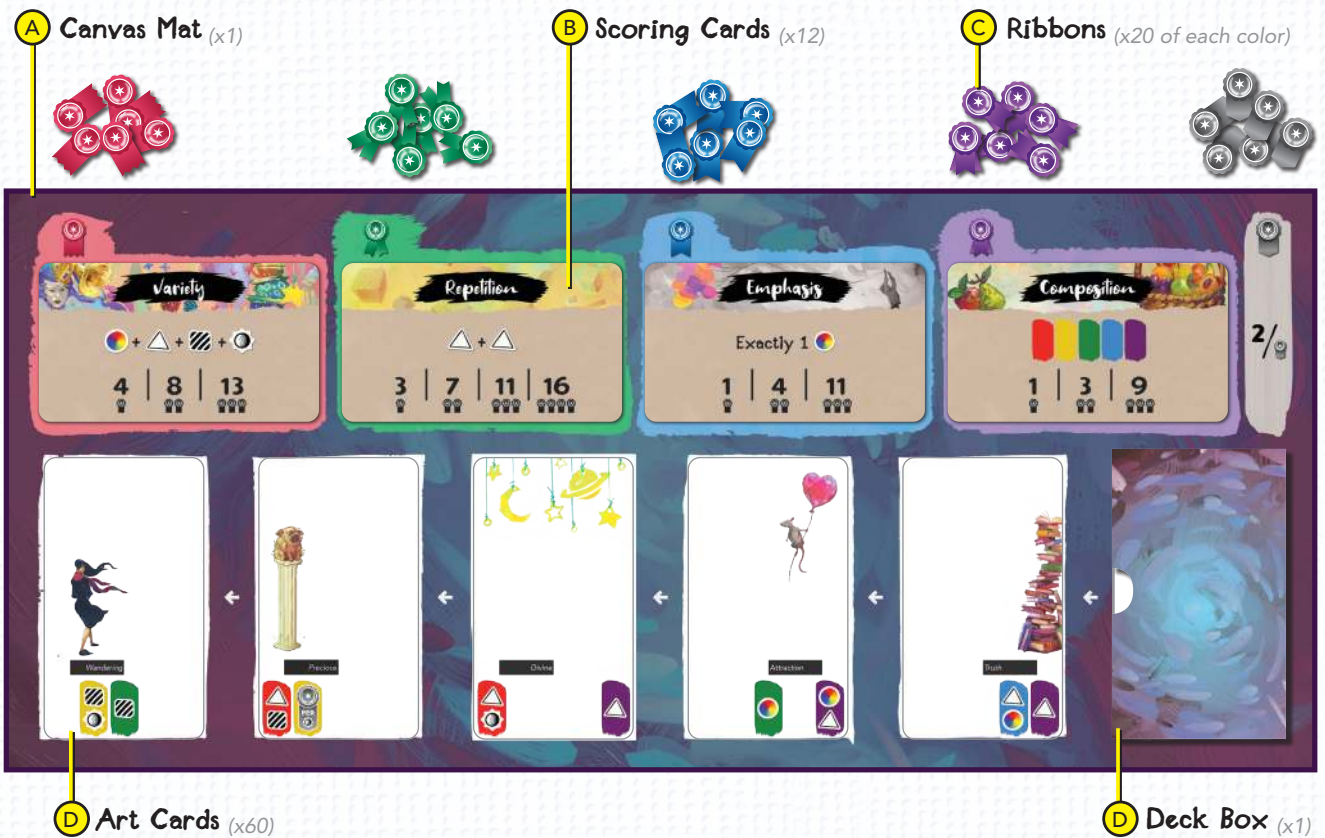 A Canvas Mat (x1)
B Scoring Cards (x12)
C Ribbons (x20 of each color)
Variety
Repetition
Emphasis
Composition
+ + +
+
Exactly 1
2/
4 | 8 | 13
3 | 7 | 11 | 16
1 | 4 | 11
1 | 3 | 9
Wandering
Precious
Divine
Attraction
Truth
PER
D Art Cards (x60)
D Deck Box (x1)